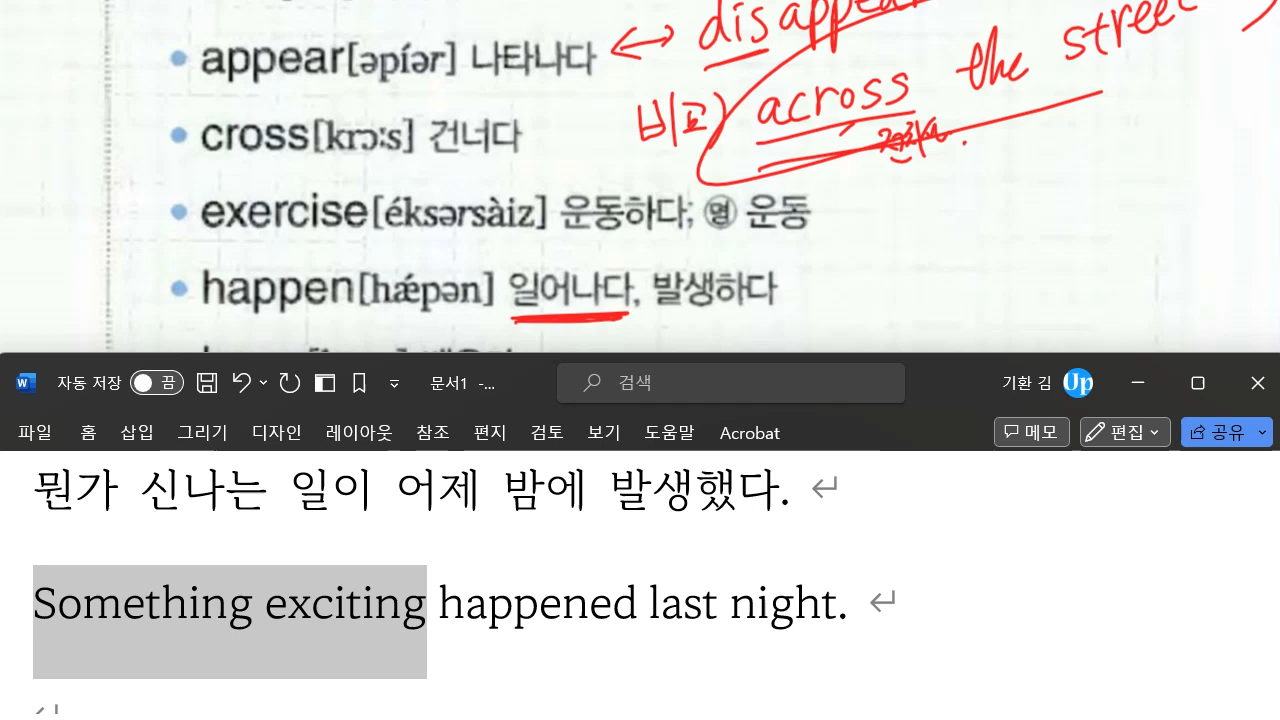 appear[əpíər] 나타나다 ↔ disappear
비교) across the street
cross[krɔːs] 건너다
전치사.
exercise[éksərsàiz] 운동하다; 명 운동
happen[hǽpən] 일어나다, 발생하다
자동 저장 끔 문서1 -... 검색 기환 김 Up
파일 홈 삽입 그리기 디자인 레이아웃 참조 편지 검토 보기 도움말 Acrobat 메모 편집 공유
뭔가 신나는 일이 어제 밤에 발생했다.
Something exciting happened last night.